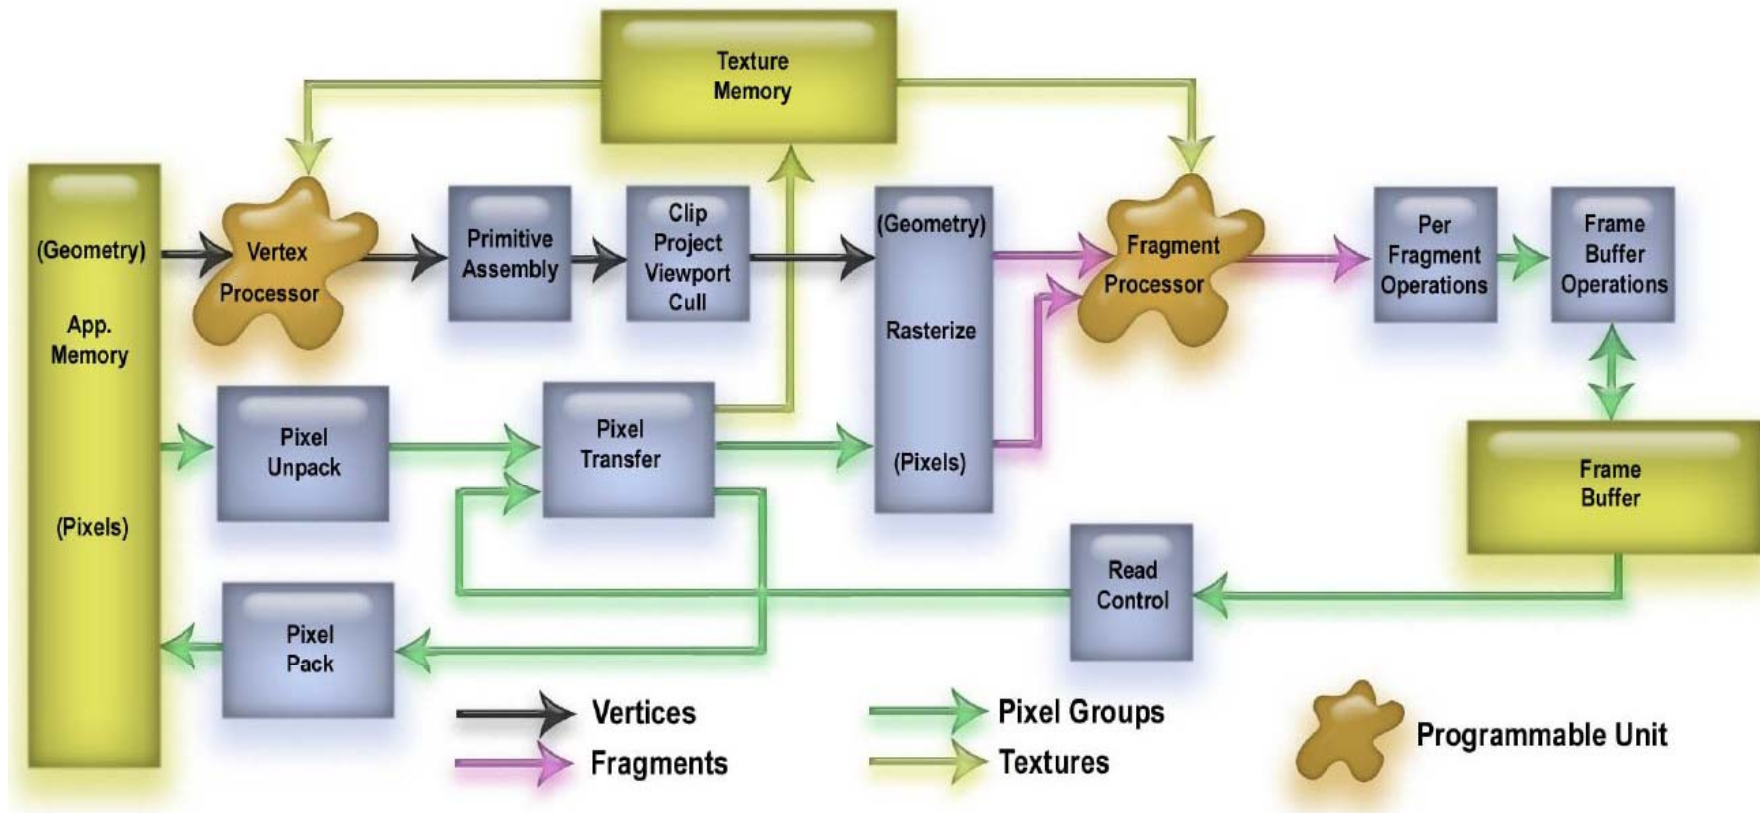 Texture
Memory
(Geometry)
App.
Memory
(Pixels)
Vertex
Processor
Primitive
Assembly
Clip
Project
Viewport
Cull
(Geometry)
Rasterize
(Pixels)
Fragment
Processor
Per
Fragment
Operations
Frame
Buffer
Operations
Pixel
Unpack
Pixel
Transfer
Frame
Buffer
Read
Control
Pixel
Pack
Vertices
Fragments
Pixel Groups
Textures
Programmable Unit